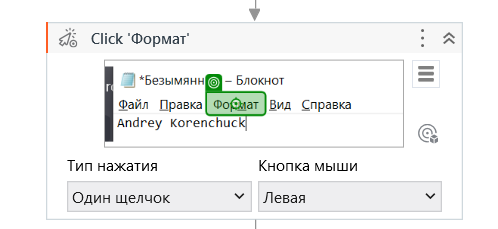 Click 'Формат'
*Безымянн – Блокнот
Файл Правка Формат Вид Справка
Andrey Korenchuck
Тип нажатия Кнопка мыши
Один щелчок Левая